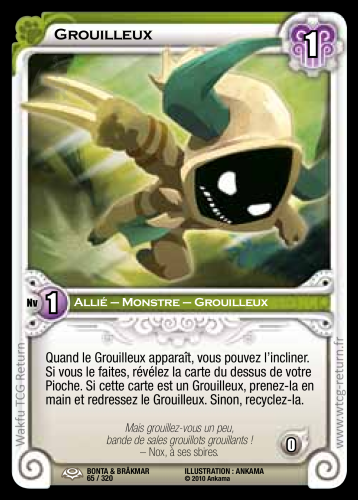 GROUILLEUX
1
Nv 1 ALLIÉ – MONSTRE – GROUILLEUX
Quand le Grouilleux apparaît, vous pouvez l'incliner.
Si vous le faites, révélez la carte du dessus de votre
Pioche. Si cette carte est un Grouilleux, prenez-la en
main et redressez le Grouilleux. Sinon, recyclez-la.
Mais grouillez-vous un peu,
bande de sales grouillots grouillants !
– Nox, à ses sbires.
0
BONTA & BRÂKMAR
65 / 320
ILLUSTRATION : ANKAMA
© 2010 Ankama
Wakfu TCG Return
www.wtcg-return.fr